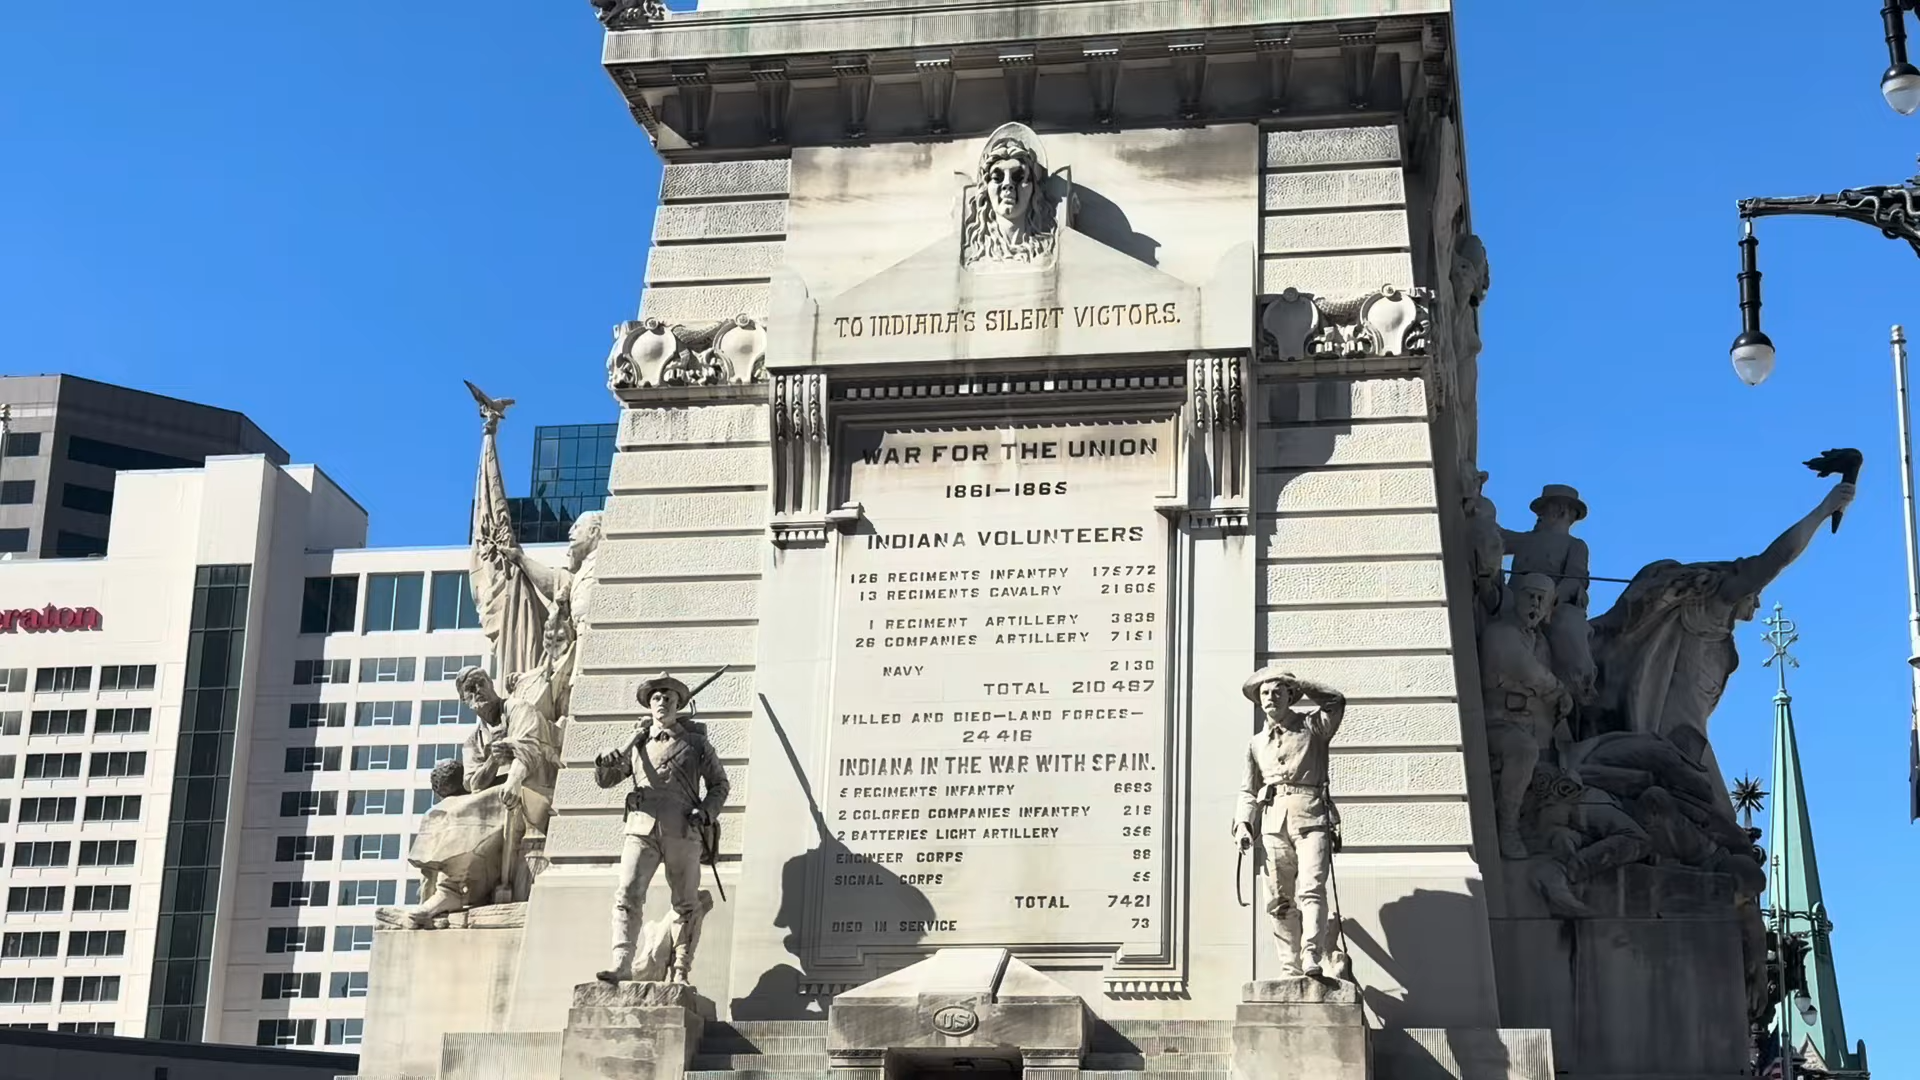 TO INDIANA'S SILENT VICTORS.
WAR FOR THE UNION
1861—1865
INDIANA VOLUNTEERS
126 REGIMENTS INFANTRY 175772
13 REGIMENTS CAVALRY 21605
1 REGIMENT ARTILLERY 3839
26 COMPANIES ARTILLERY 7151
NAVY 2130
TOTAL 210497
KILLED AND DIED—LAND FORCES—
24416
INDIANA IN THE WAR WITH SPAIN.
5 REGIMENTS INFANTRY 6693
2 COLORED COMPANIES INFANTRY 219
2 BATTERIES LIGHT ARTILLERY 356
ENGINEER CORPS 98
SIGNAL CORPS 55
TOTAL 7421
DIED IN SERVICE 73
US
eraton